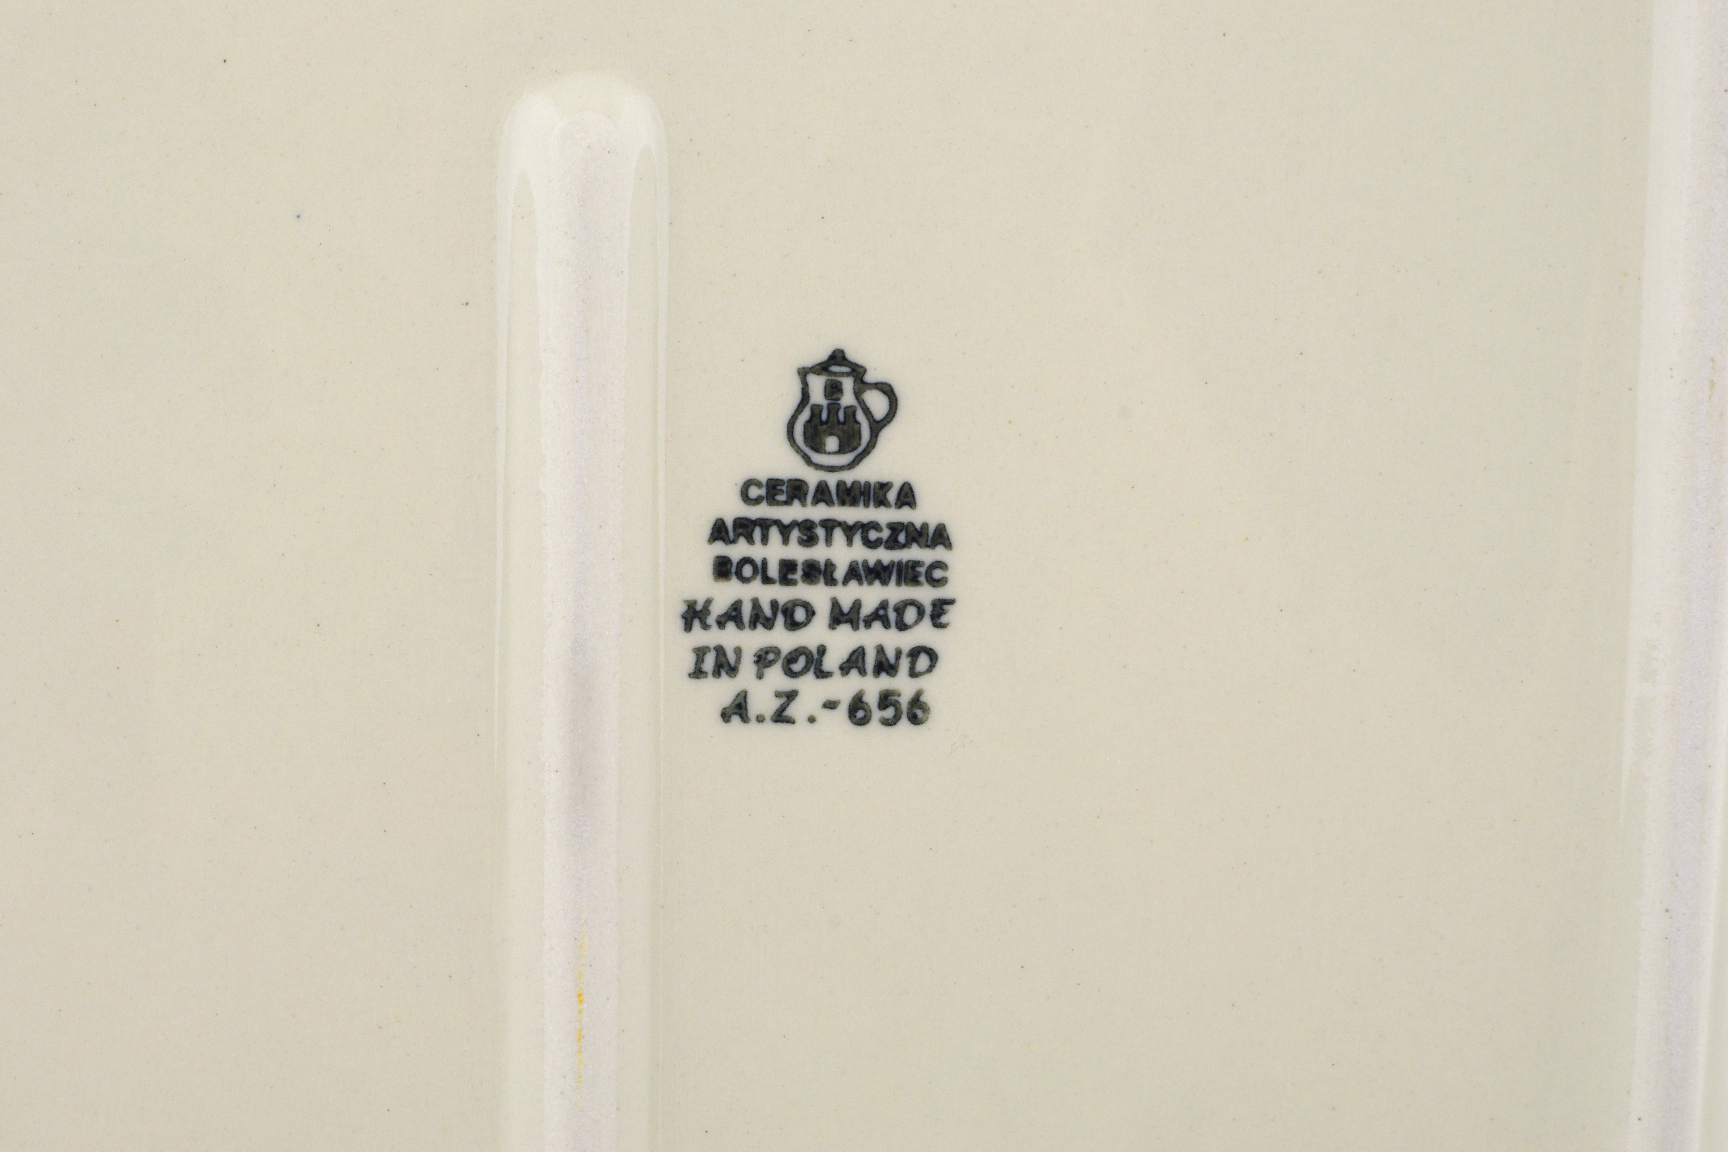 B
CERAMIKA
ARTYSTYCZNA
BOLESŁAWIEC
HAND MADE
IN POLAND
A.Z.-656